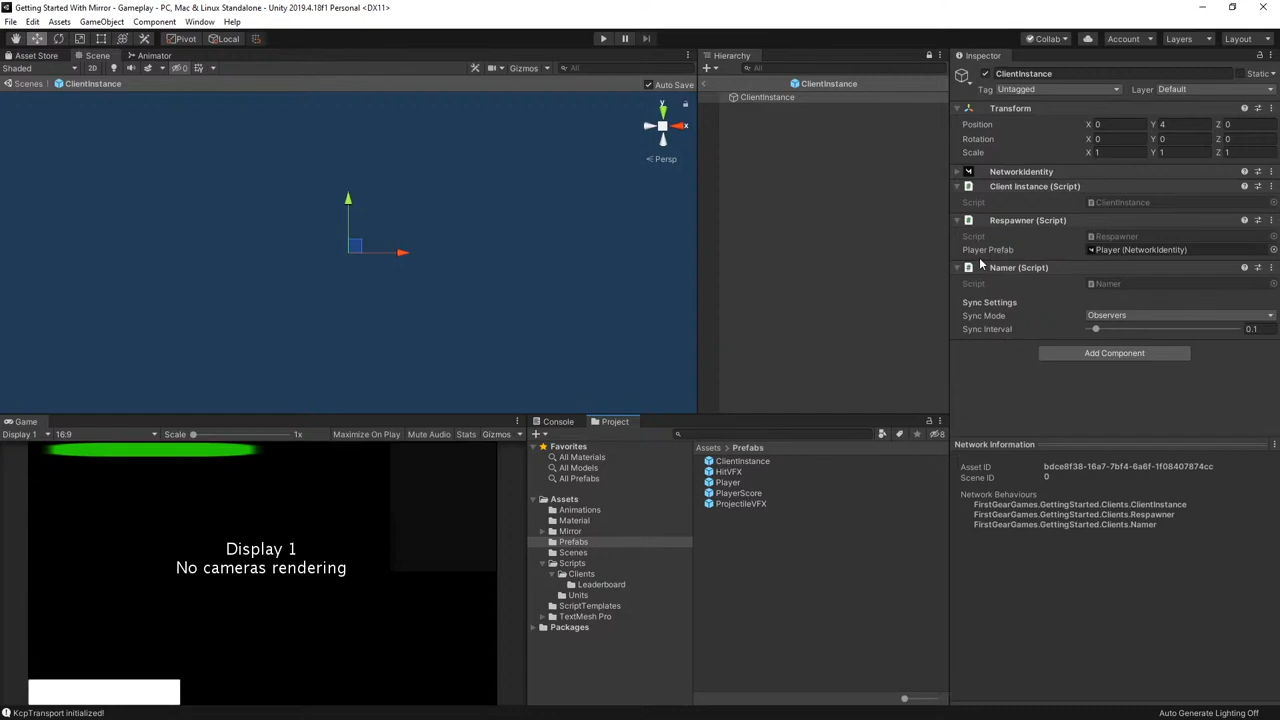 Getting Started With Mirror - Gameplay - PC, Mac & Linux Standalone - Unity 2019.4.18f1 Personal <DX11>
File Edit Assets GameObject Component Window Help
Pivot Local Collab Account Layers Layout
Asset Store Scene Animator
Shaded 2D 0 Gizmos All
Scenes ClientInstance Auto Save
y
x
Persp
Hierarchy
All
ClientInstance
ClientInstance
Inspector
ClientInstance Static
Tag Untagged Layer Default
Transform
Position X 0 Y 4 Z 0
Rotation X 0 Y 0 Z 0
Scale X 1 Y 1 Z 1
NetworkIdentity
Client Instance (Script)
Script ClientInstance
Respawner (Script)
Script Respawner
Player Prefab Player (NetworkIdentity)
Namer (Script)
Script Namer
Sync Settings
Sync Mode Observers
Sync Interval 0.1
Add Component
Network Information
Asset ID bdce8f38-16a7-7bf4-6a6f-1f08407874cc
Scene ID 0
Network Behaviours
FirstGearGames.GettingStarted.Clients.ClientInstance
FirstGearGames.GettingStarted.Clients.Respawner
FirstGearGames.GettingStarted.Clients.Namer
Game
Display 1 16:9 Scale 1x Maximize On Play Mute Audio Stats Gizmos
Display 1
No cameras rendering
Console Project
8
Favorites
All Materials
All Models
All Prefabs
Assets
Animations
Material
Mirror
Prefabs
Scenes
Scripts
Clients
Leaderboard
Units
ScriptTemplates
TextMesh Pro
Packages
Assets > Prefabs
ClientInstance
HitVFX
Player
PlayerScore
ProjectileVFX
KcpTransport initialized!
Auto Generate Lighting Off